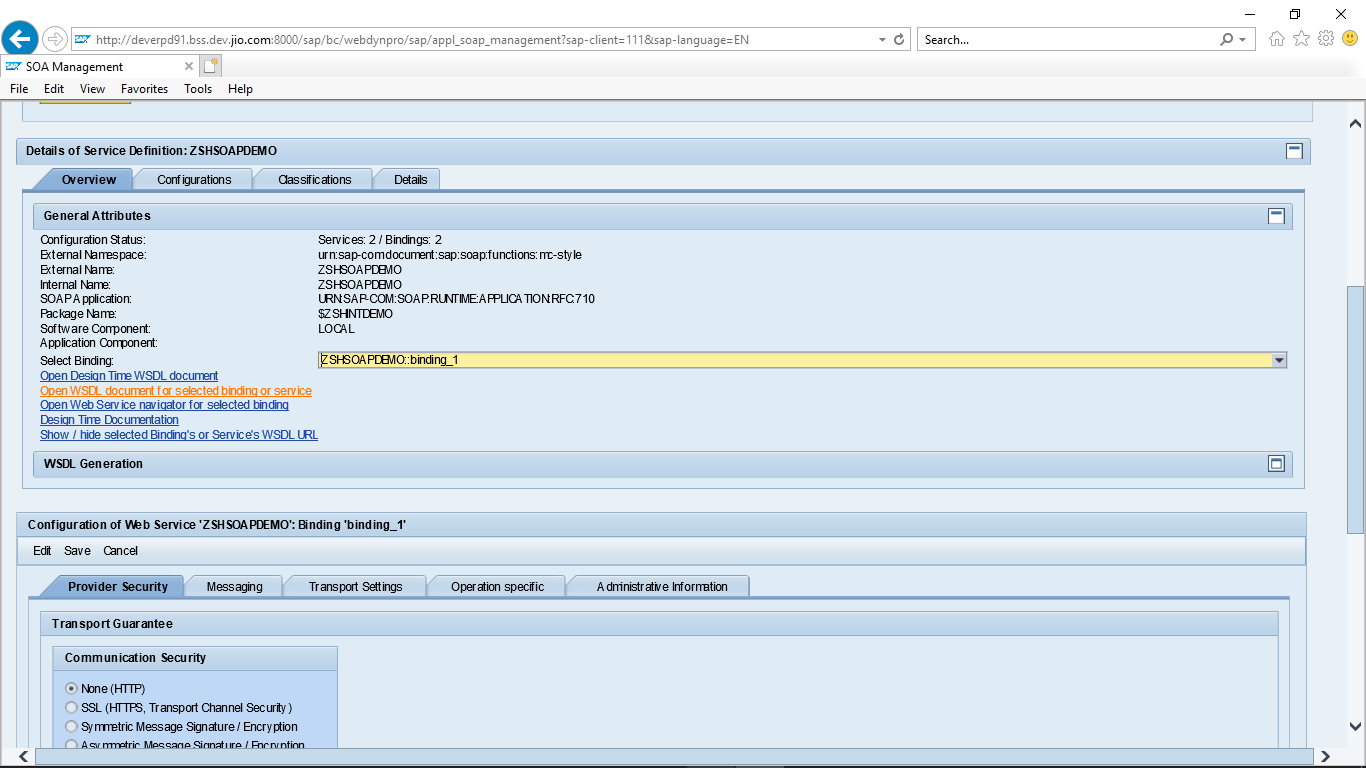 http://deverpd91.bss.dev.jio.com:8000/sap/bc/webdynpro/sap/appl_soap_management?sap-client=111&sap-language=EN
Search...
SAP SOA Management
File Edit View Favorites Tools Help
Details of Service Definition: ZSHSOAPDEMO
Overview Configurations Classifications Details
General Attributes
Configuration Status: Services: 2 / Bindings: 2
External Namespace: urn:sap-com:document:sap:soap:functions:mc-style
External Name: ZSHSOAPDEMO
Internal Name: ZSHSOAPDEMO
SOAP Application: URN:SAP-COM:SOAP:RUNTIME:APPLICATION:RFC:710
Package Name: $ZSHINTDEMO
Software Component: LOCAL
Application Component:
Select Binding: ZSHSOAPDEMO::binding_1
Open Design Time WSDL document
Open WSDL document for selected binding or service
Open Web Service navigator for selected binding
Design Time Documentation
Show / hide selected Binding's or Service's WSDL URL
WSDL Generation
Configuration of Web Service 'ZSHSOAPDEMO': Binding 'binding_1'
Edit Save Cancel
Provider Security Messaging Transport Settings Operation specific Administrative Information
Transport Guarantee
Communication Security
None (HTTP)
SSL (HTTPS, Transport Channel Security)
Symmetric Message Signature / Encryption
Asymmetric Message Signature / Encryption